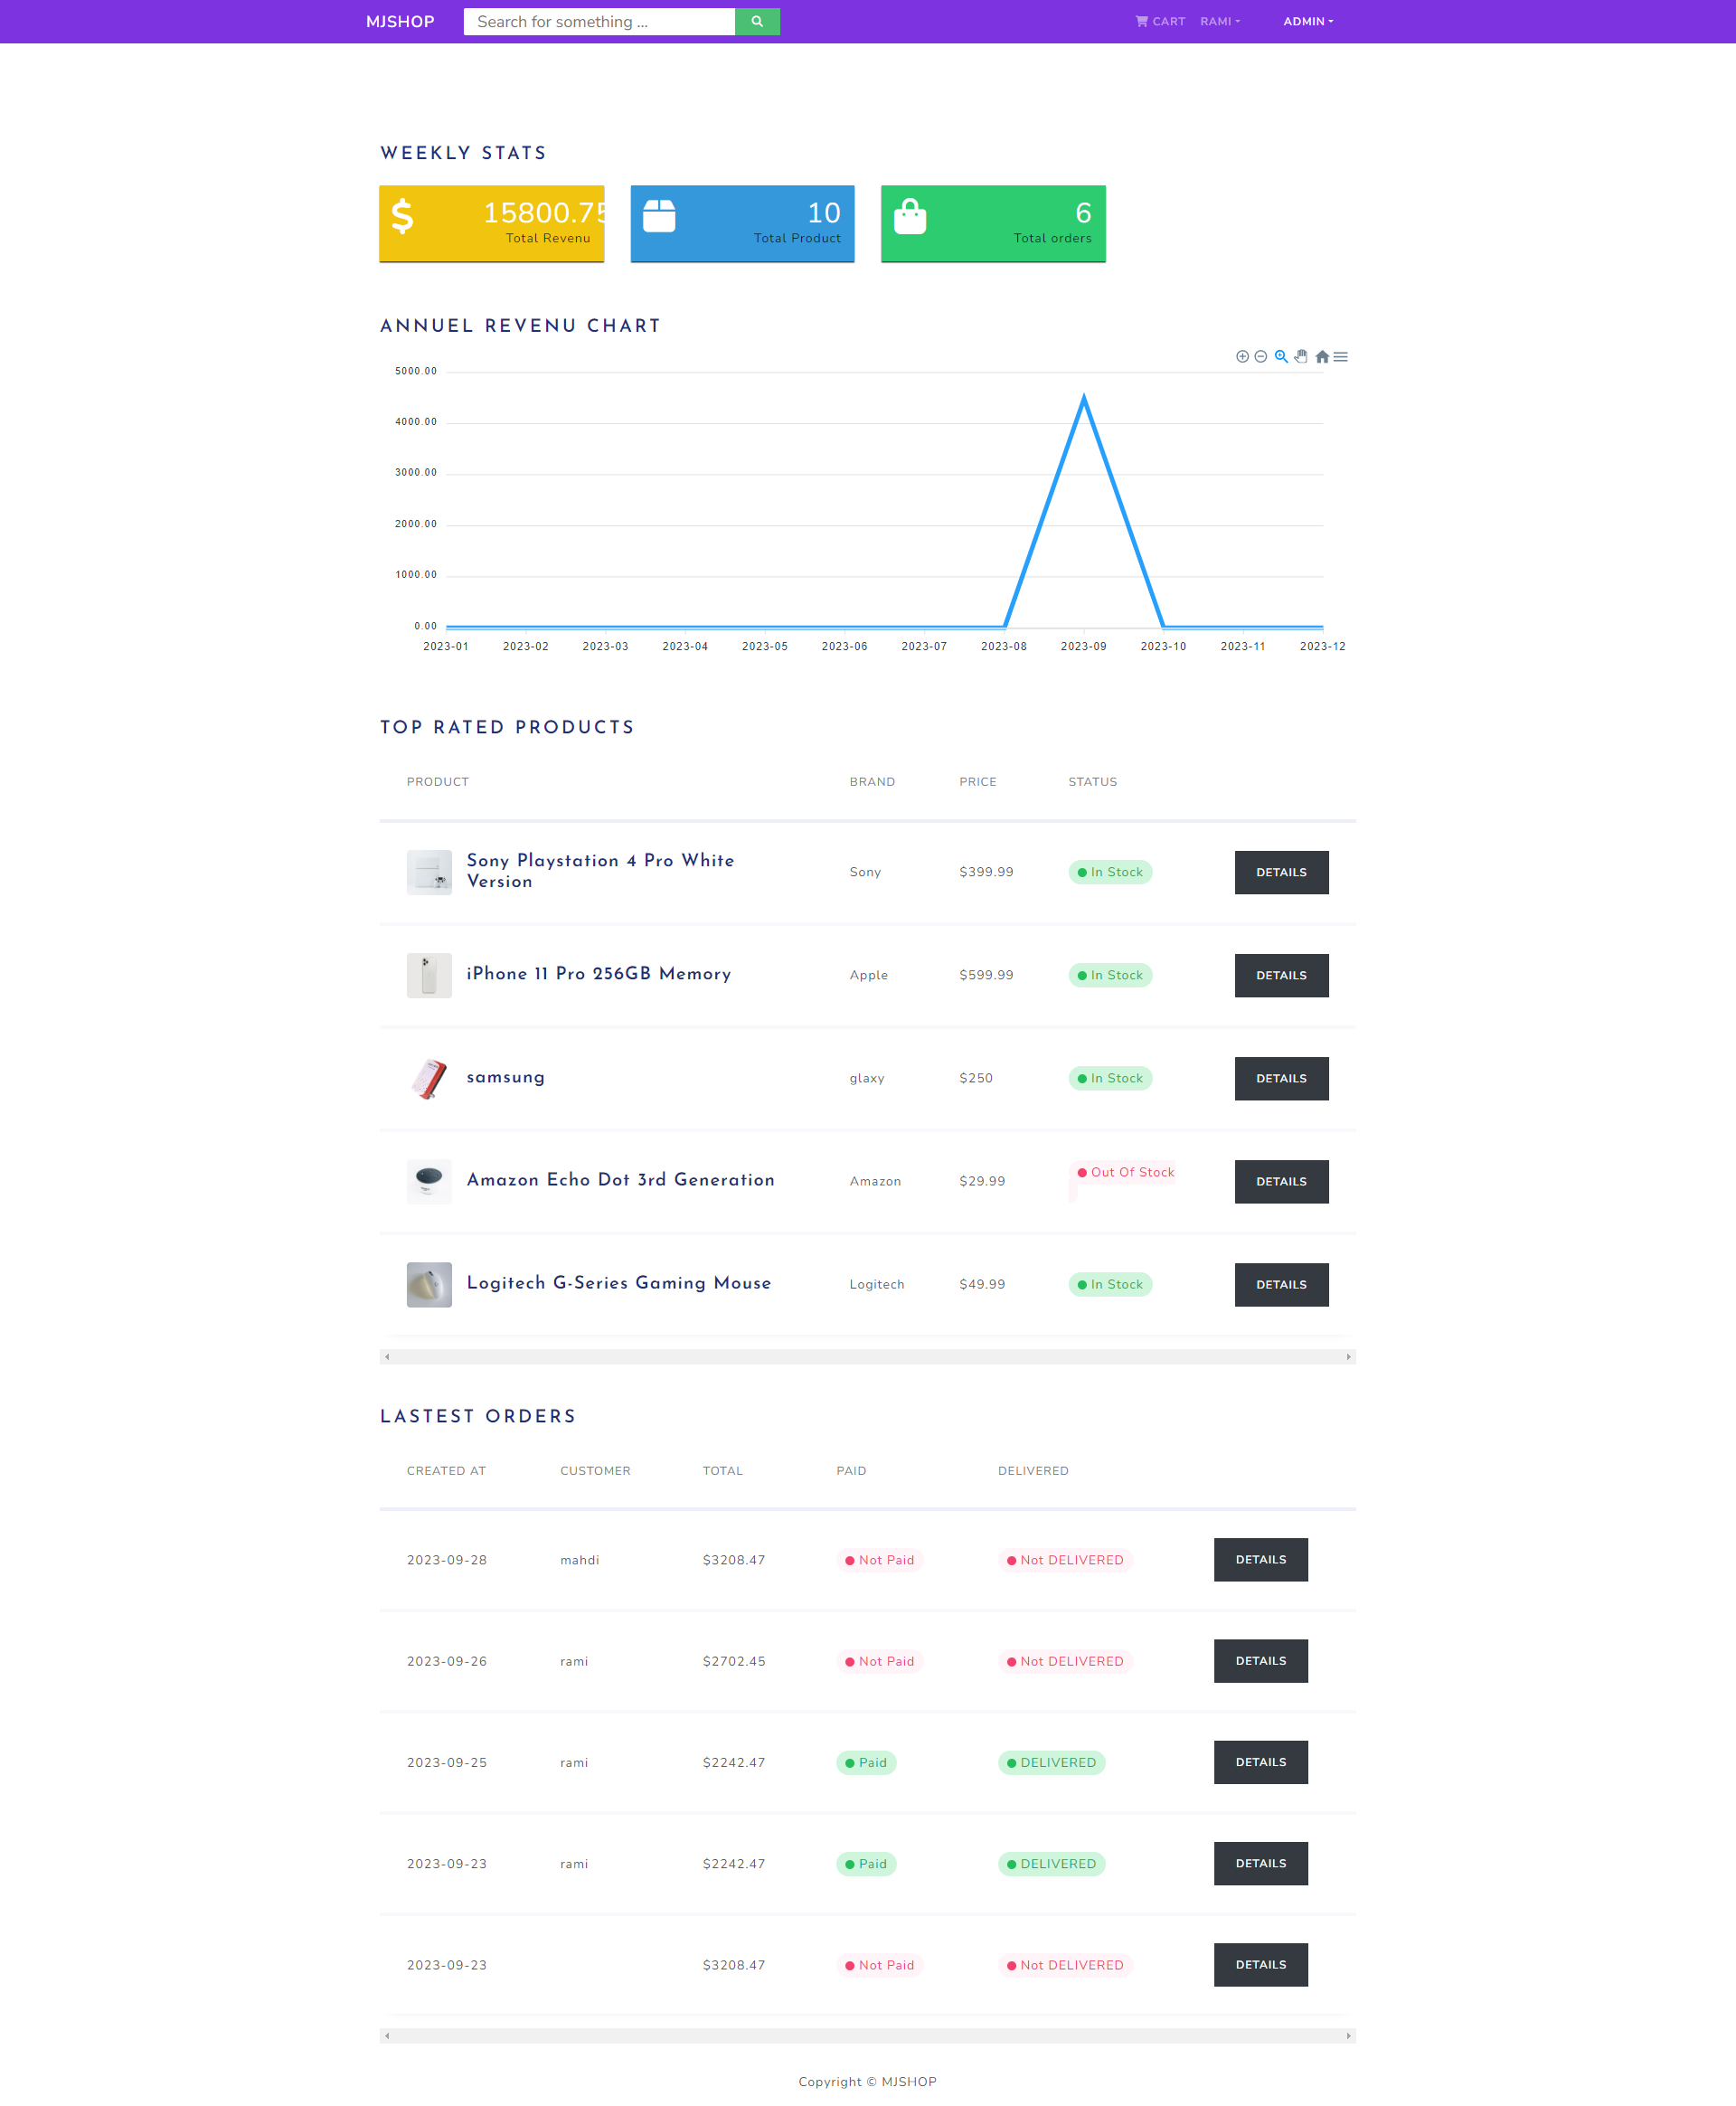 MJSHOP
Search for something ...
CART RAMI ADMIN
WEEKLY STATS
15800.75
Total Revenu
10
Total Product
6
Total orders
ANNUEL REVENU CHART
5000.00
4000.00
3000.00
2000.00
1000.00
0.00
2023-01 2023-02 2023-03 2023-04 2023-05 2023-06 2023-07 2023-08 2023-09 2023-10 2023-11 2023-12
TOP RATED PRODUCTS
PRODUCT BRAND PRICE STATUS
Sony Playstation 4 Pro White
Version
Sony $399.99 In Stock DETAILS
iPhone 11 Pro 256GB Memory Apple $599.99 In Stock DETAILS
samsung glaxy $250 In Stock DETAILS
Amazon Echo Dot 3rd Generation Amazon $29.99 Out Of Stock DETAILS
Logitech G-Series Gaming Mouse Logitech $49.99 In Stock DETAILS
LASTEST ORDERS
CREATED AT CUSTOMER TOTAL PAID DELIVERED
2023-09-28 mahdi $3208.47 Not Paid Not DELIVERED DETAILS
2023-09-26 rami $2702.45 Not Paid Not DELIVERED DETAILS
2023-09-25 rami $2242.47 Paid DELIVERED DETAILS
2023-09-23 rami $2242.47 Paid DELIVERED DETAILS
2023-09-23 $3208.47 Not Paid Not DELIVERED DETAILS
Copyright © MJSHOP